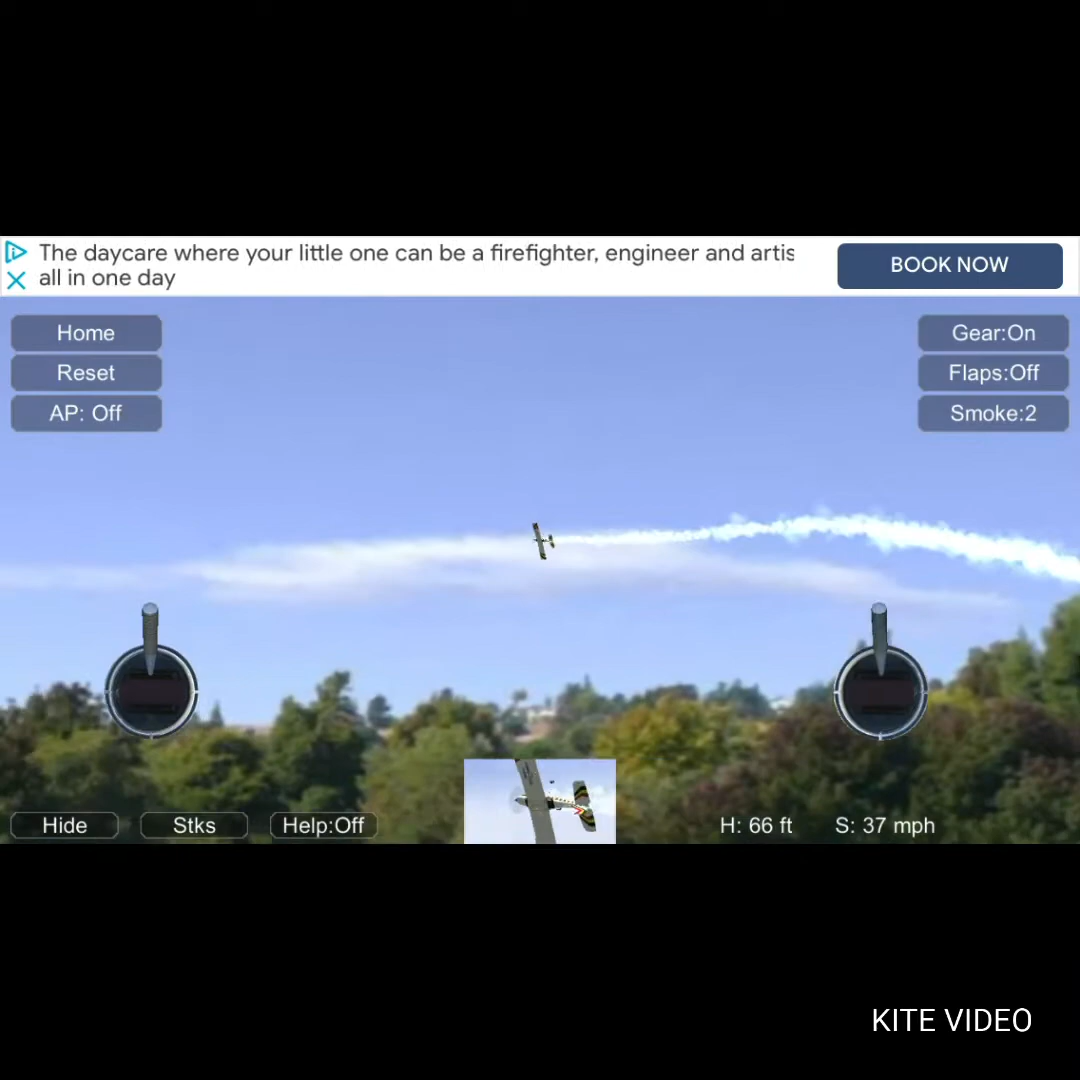 The daycare where your little one can be a firefighter, engineer and artis
all in one day
BOOK NOW
Home
Reset
AP: Off
Gear:On
Flaps:Off
Smoke:2
Hide
Stks
Help:Off
H: 66 ft
S: 37 mph
KITE VIDEO